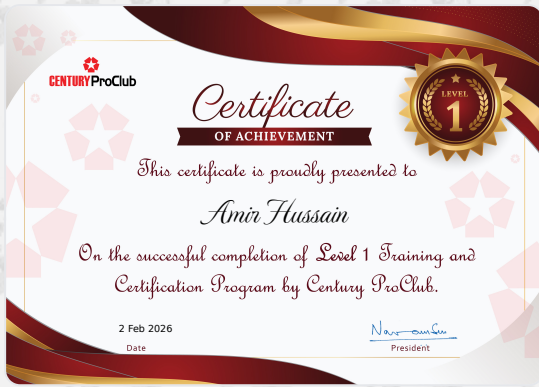 CENTURY ProClub
Certificate
OF ACHIEVEMENT
LEVEL
1
This certificate is proudly presented to
Amir Hussain
On the successful completion of Level 1 Training and
Certification Program by Century ProClub.
2 Feb 2026
Date
President